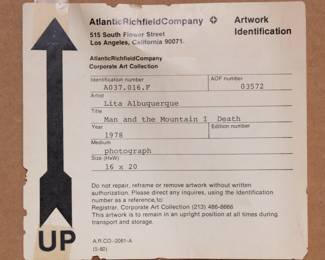 AtlanticRichfieldCompany
Artwork
515 South Flower Street
Identification
Los Angeles, California 90071.
AtlanticRichfieldCompany
Corporate Art Collection
Identification number
AOF number
A037.016.F
03572
Artist
Lita Albuquerque
Title
Man and the Mountain I Death
Year
Edition number
1978
Medium
photograph
Size (HxW)
16 x 20
Do not repair, reframe or remove artwork without written
authorization. Please direct any inquires, using the Identification
number as a reference,to:
Registrar, Corporate Art Collection (213) 486-8666
This artwork is to remain in an upright position at all times during
transport and storage.
UP
A.R.CO.-2061-A
(5-80)